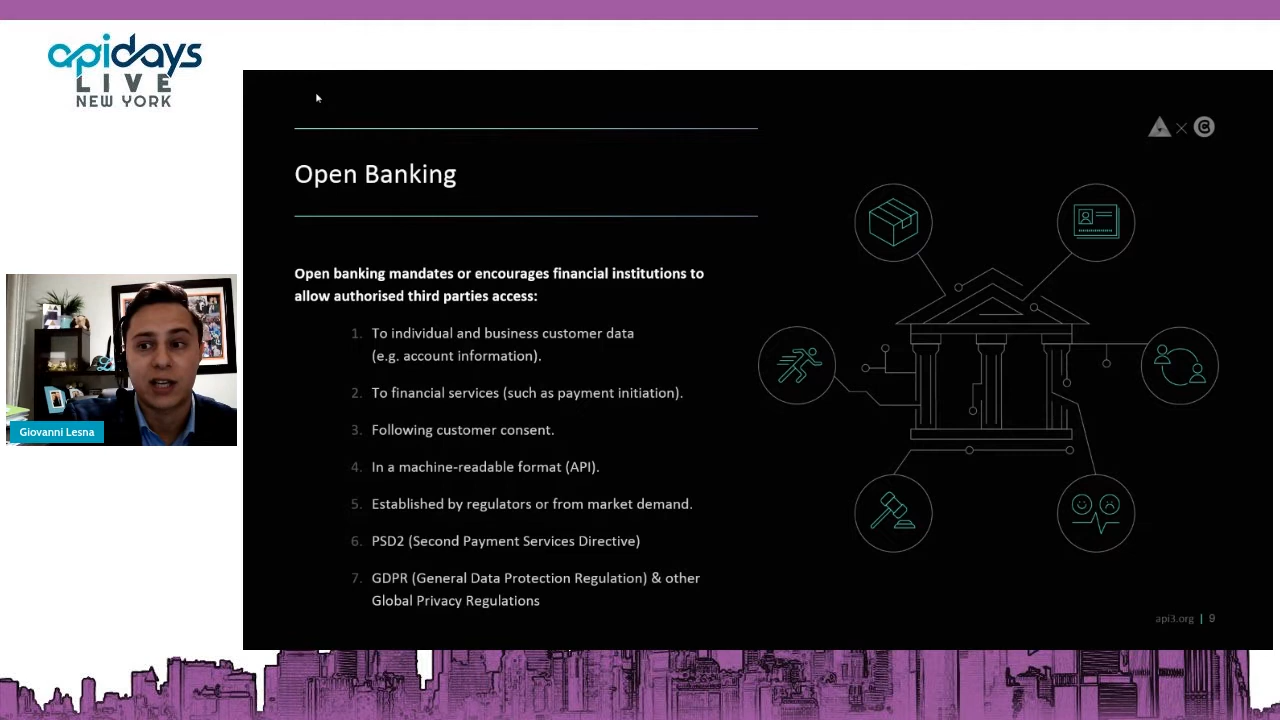 apidays
LIVE
NEW YORK
Open Banking
Open banking mandates or encourages financial institutions to
allow authorised third parties access:
1. To individual and business customer data
(e.g. account information).
2. To financial services (such as payment initiation).
3. Following customer consent.
4. In a machine-readable format (API).
5. Established by regulators or from market demand.
6. PSD2 (Second Payment Services Directive)
7. GDPR (General Data Protection Regulation) & other
Global Privacy Regulations
Giovanni Lesna
api3.org | 9